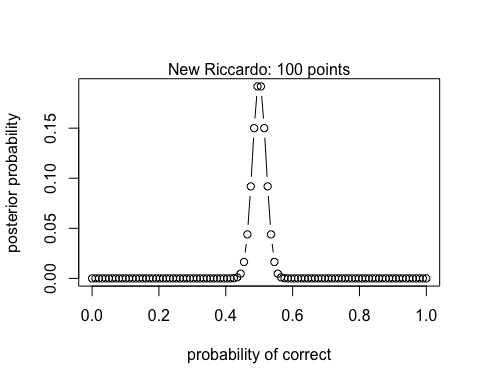 New Riccardo: 100 points
posterior probability
0.15
0.10
0.05
0.00
0.0 0.2 0.4 0.6 0.8 1.0
probability of correct